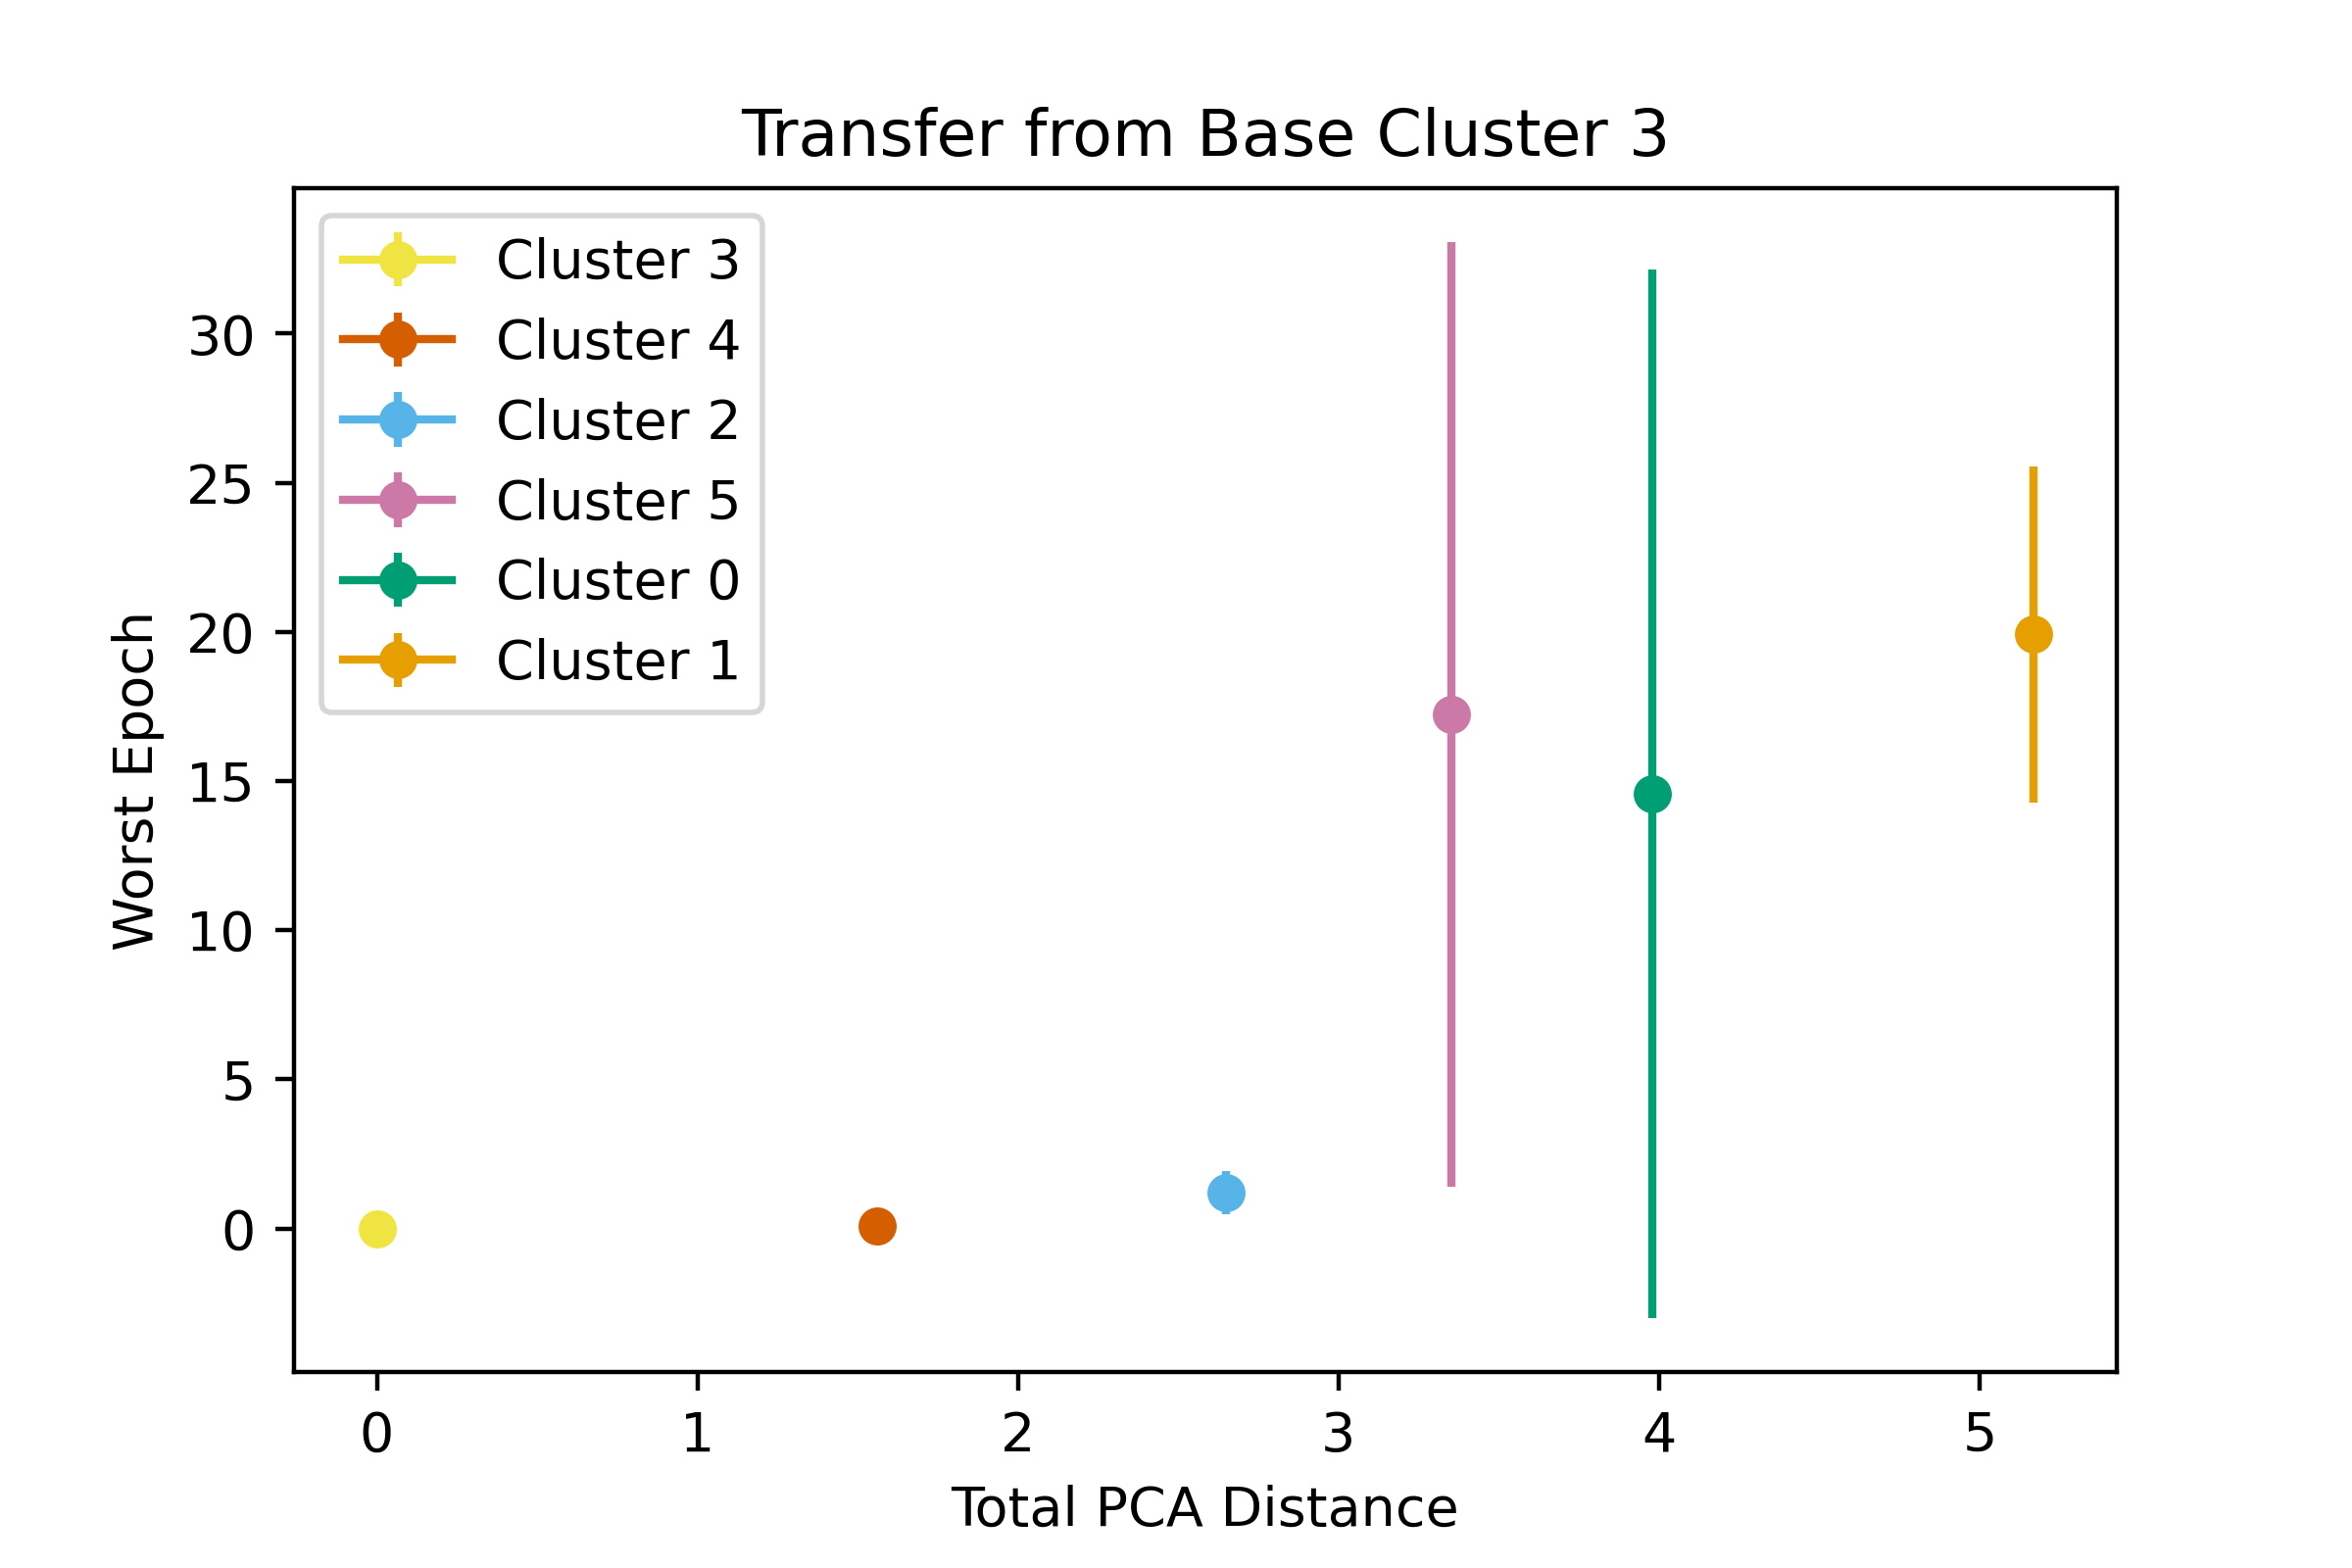 Transfer from Base Cluster 3
Cluster 3
Cluster 4
Cluster 2
Cluster 5
Cluster 0
Cluster 1
Worst Epoch
30
25
20
15
10
5
0
0 1 2 3 4 5
Total PCA Distance